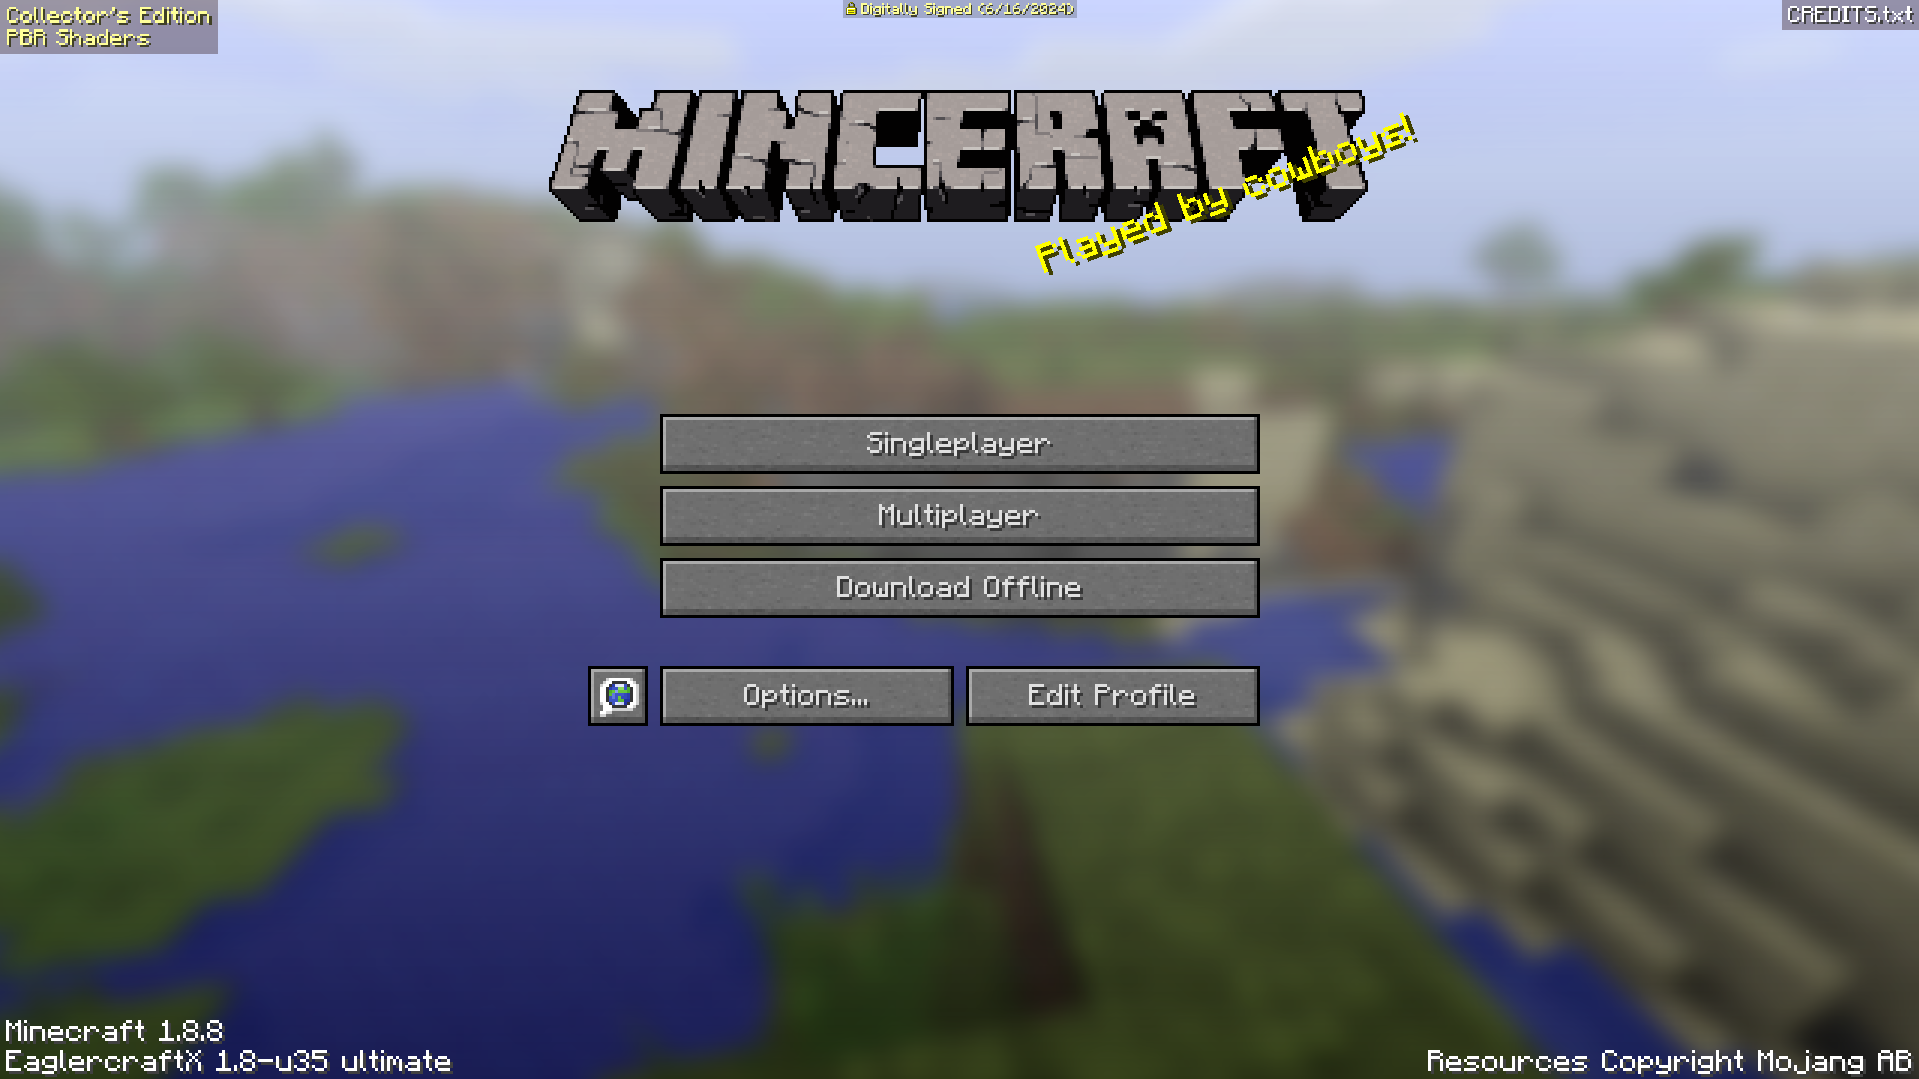 Collector's Edition
PBR Shaders
Digitally Signed (6/16/2024)
CREDITS.txt
MINCERAFT
Played by cowboys!
Singleplayer
Multiplayer
Download Offline
Options...
Edit Profile
Minecraft 1.8.8
EaglercraftX 1.8-u35 ultimate
Resources Copyright Mojang AB